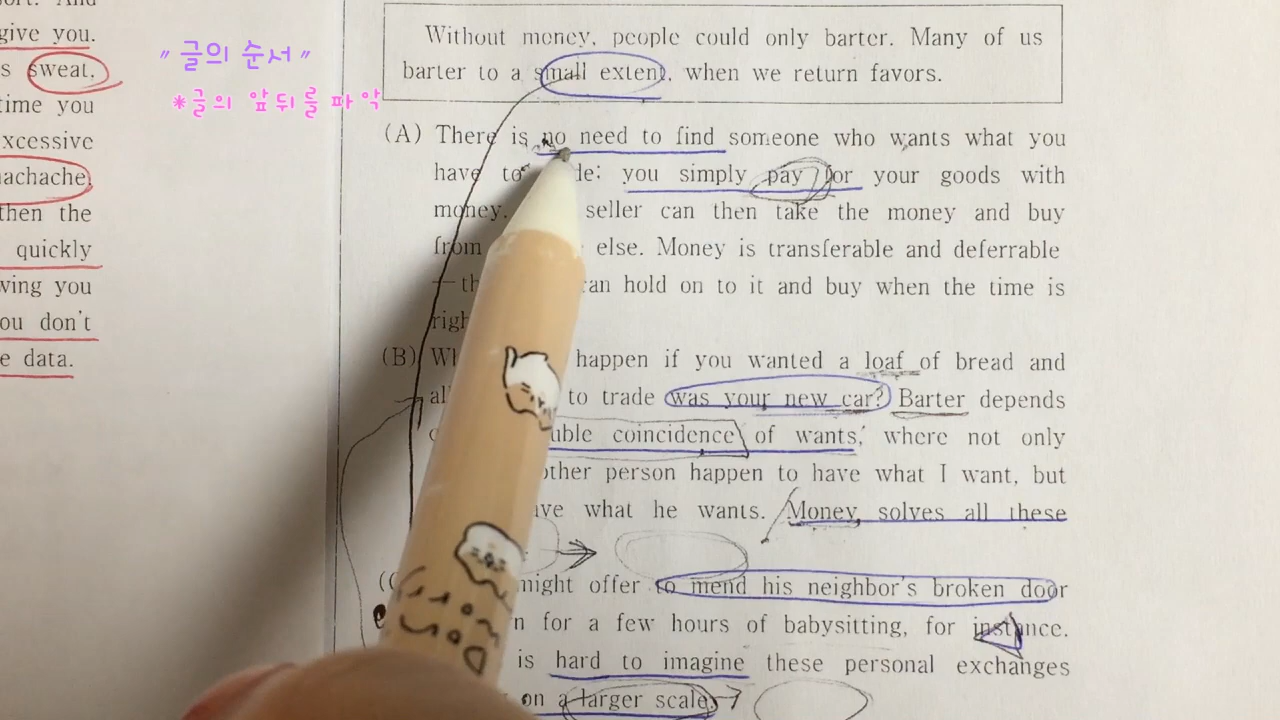 give you.
s sweat.
time you
xcessive
nachache
then the
quickly
ving you
ou don't
e data.
" 글의 순서 "
*글의 앞뒤를 파악
Without money, people could only barter. Many of us
barter to a small extent, when we return favors.
(A) There is no need to find someone who wants what you
have to de: you simply pay for your goods with
money. seller can then take the money and buy
from else. Money is transferable and deferrable
can hold on to it and buy when the time is
righ
(B) happen if you wanted a loaf of bread and
to trade was your new car? Barter depends
uble coincidence of wants, where not only
other person happen to have what I want, but
ve what he wants. Money solves all these
might offer to mend his neighbor's broken door
n for a few hours of babysitting, for instance.
is hard to imagine these personal exchanges
on a larger scale.